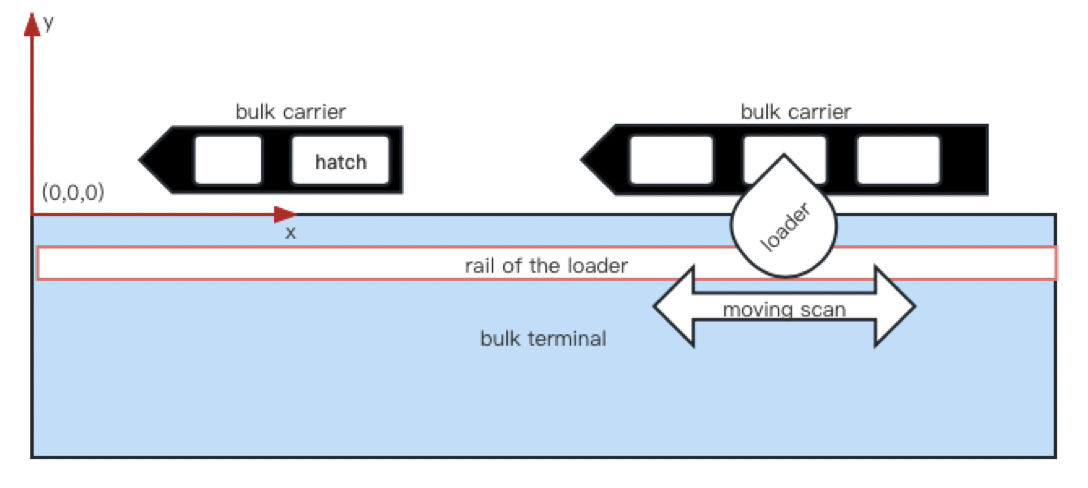 y
bulk carrier
bulk carrier
hatch
(0,0,0)
x
loader
rail of the loader
moving scan
bulk terminal